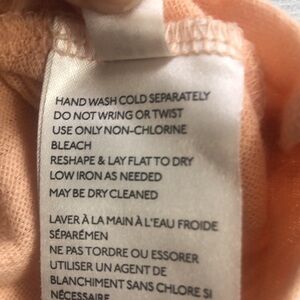 HAND WASH COLD SEPARATELY
DO NOT WRING OR TWIST
USE ONLY NON-CHLORINE
BLEACH
RESHAPE & LAY FLAT TO DRY
LOW IRON AS NEEDED
MAY BE DRY CLEANED
LAVER À LA MAIN À L'EAU FROIDE
SÉPARÉMEN
NE PAS TORDRE OU ESSORER
UTILISER UN AGENT DE
BLANCHIMENT SANS CHLORE SI
NÉCESSAIRE